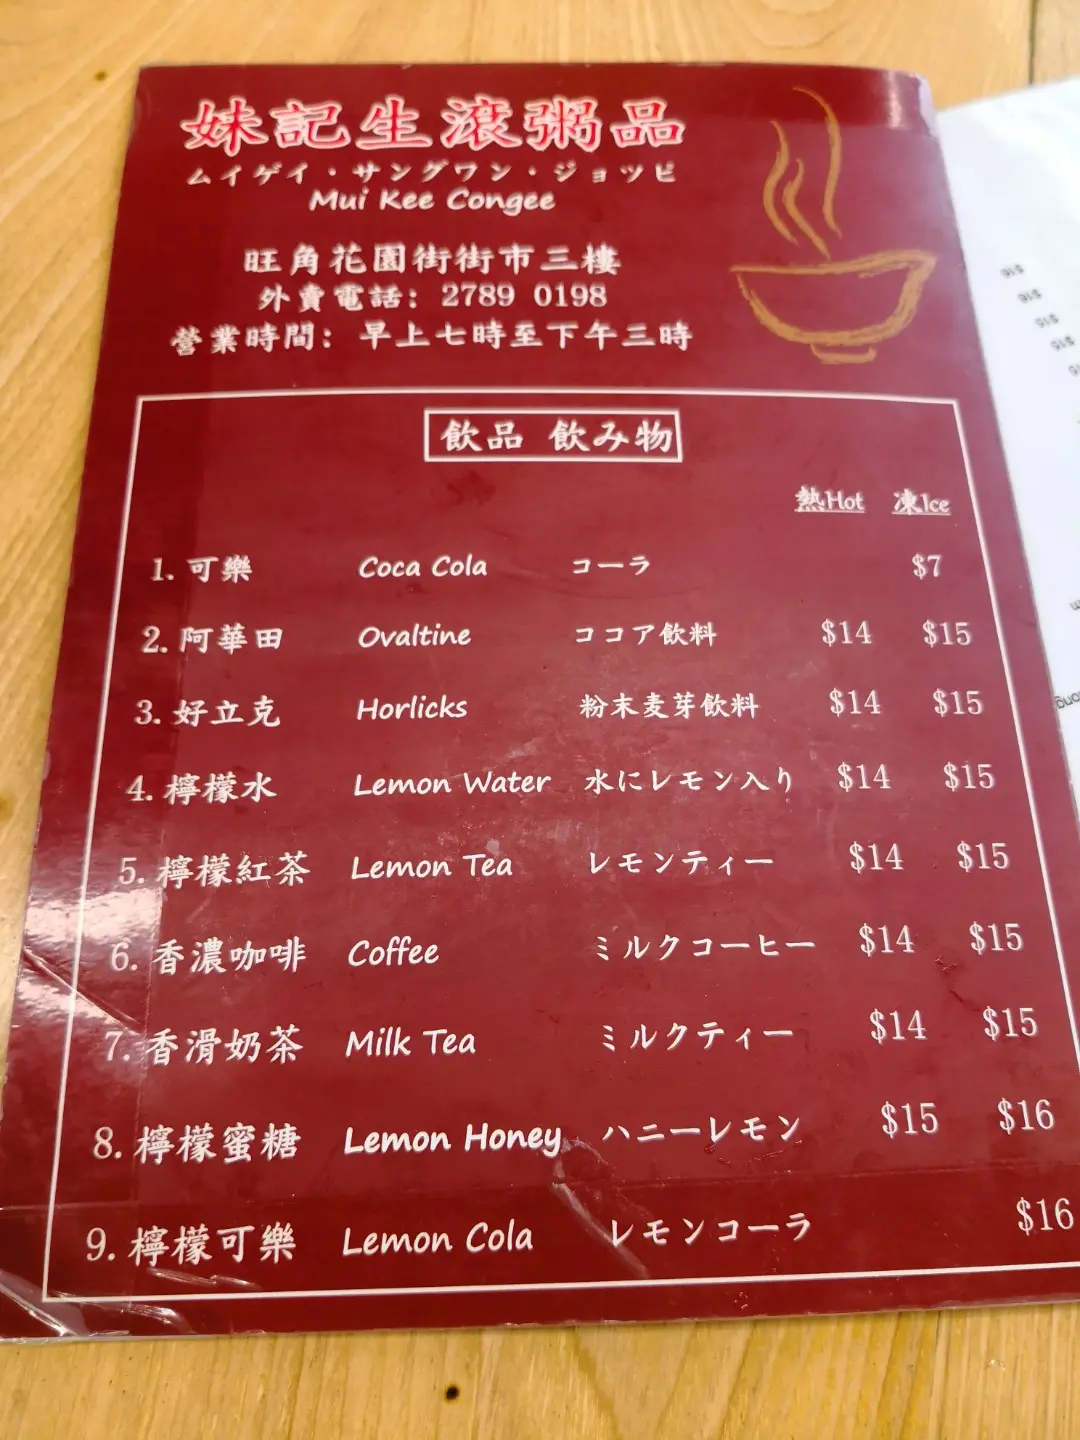 妹記生滾粥品
ムイゲイ・サングワン・ジョツピ
Mui Kee Congee
旺角花園街街市三樓
外賣電話: 2789 0198
營業時間: 早上七時至下午三時
飲品 飲み物
熱Hot 凍Ice
1. 可樂 Coca Cola コーラ $7
2. 阿華田 Ovaltine ココア飲料 $14 $15
3. 好立克 Horlicks 粉末麦芽飲料 $14 $15
4. 檸檬水 Lemon Water 水にレモン入り $14 $15
5. 檸檬紅茶 Lemon Tea レモンティー $14 $15
6. 香濃咖啡 Coffee ミルクコーヒー $14 $15
7. 香滑奶茶 Milk Tea ミルクティー $14 $15
8. 檸檬蜜糖 Lemon Honey ハニーレモン $15 $16
9. 檸檬可樂 Lemon Cola レモンコーラ $16